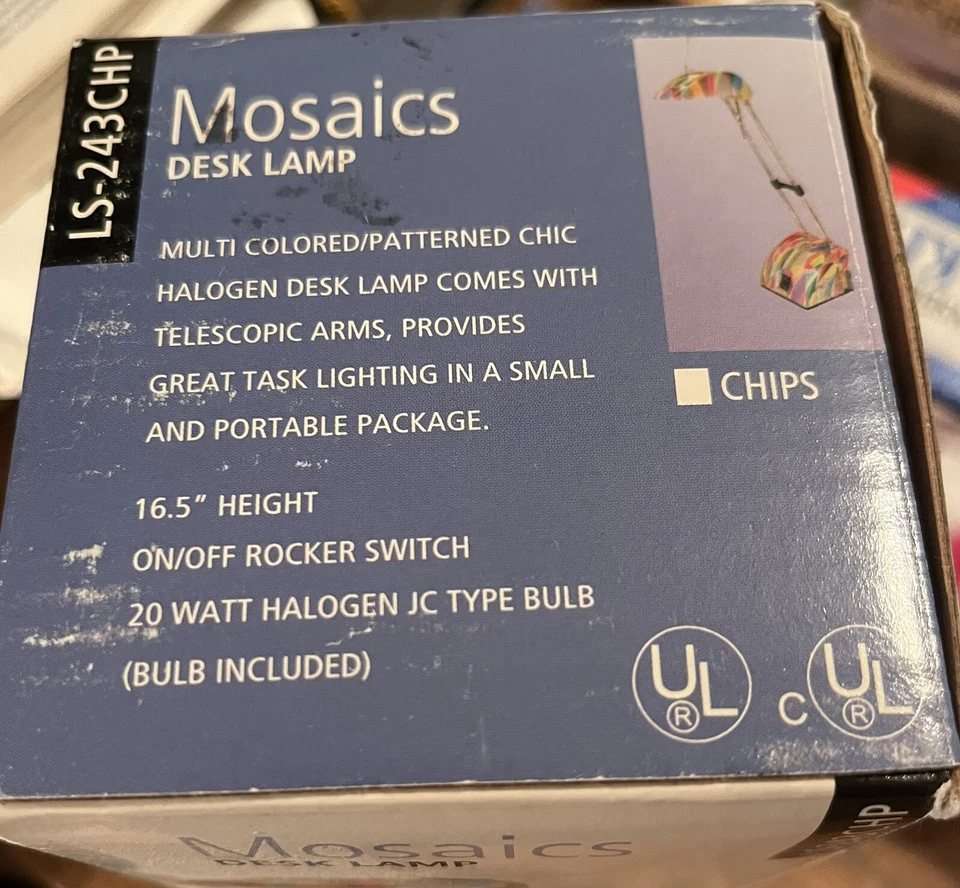 LS-243CHP
Mosaics
DESK LAMP
MULTI COLORED/PATTERNED CHIC
HALOGEN DESK LAMP COMES WITH
TELESCOPIC ARMS, PROVIDES
GREAT TASK LIGHTING IN A SMALL
AND PORTABLE PACKAGE.
CHIPS
16.5" HEIGHT
ON/OFF ROCKER SWITCH
20 WATT HALOGEN JC TYPE BULB
(BULB INCLUDED)
UL ®
C UL ®
Mosaics
DESK LAMP